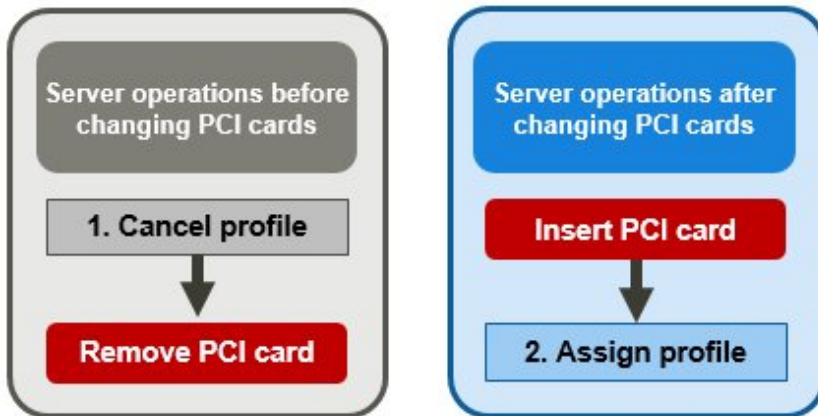 Server operations before
changing PCI cards
1. Cancel profile
Remove PCI card
Server operations after
changing PCI cards
Insert PCI card
2. Assign profile